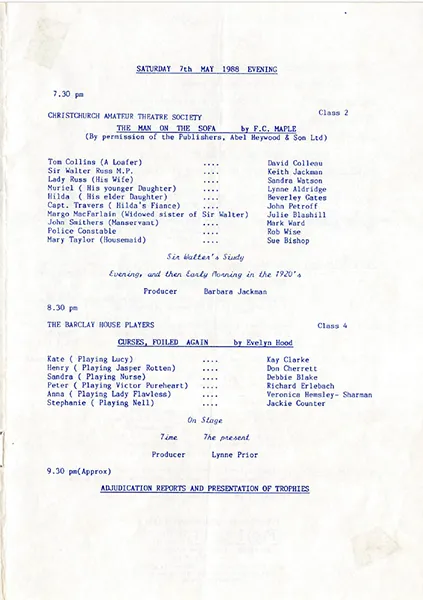 SATURDAY 7th MAY 1988 EVENING
7.30 pm
Class 2
CHRISTCHURCH AMATEUR THEATRE SOCIETY
THE MAN ON THE SOFA by F.C. MAPLE
(By permission of the Publishers, Abel Heywood & Son Ltd)
Tom Collins (A Loafer) .... David Colleau
Sir Walter Russ M.P. .... Keith Jackman
Lady Russ (His Wife) .... Sandra Watson
Muriel ( His younger Daughter) .... Lynne Aldridge
Hilda ( His elder Daughter) .... Beverley Gates
Capt. Travers ( Hilda's Fiance) .... John Petroff
Margo MacFarlain (Widowed sister of Sir Walter) Julie Blashill
John Smithers (Manservant) .... Mark Ward
Police Constable .... Rob Wise
Mary Taylor (Housemaid) .... Sue Bishop
Sir Walter's Study
Evening, and then Early Morning in the 1920's
Producer Barbara Jackman
8.30 pm
THE BARCLAY HOUSE PLAYERS Class 4
CURSES, FOILED AGAIN by Evelyn Hood
Kate ( Playing Lucy) .... Kay Clarke
Henry ( Playing Jasper Rotten) .... Don Cherrett
Sandra ( Playing Nurse) .... Debbie Blake
Peter ( Playing Victor Pureheart) .... Richard Erlebach
Anna ( Playing Lady Flawless) .... Veronica Hemsley- Sharman
Stephanie ( Playing Nell) .... Jackie Counter
On Stage
Time The present
Producer Lynne Prior
9.30 pm(Approx)
ADJUDICATION REPORTS AND PRESENTATION OF TROPHIES